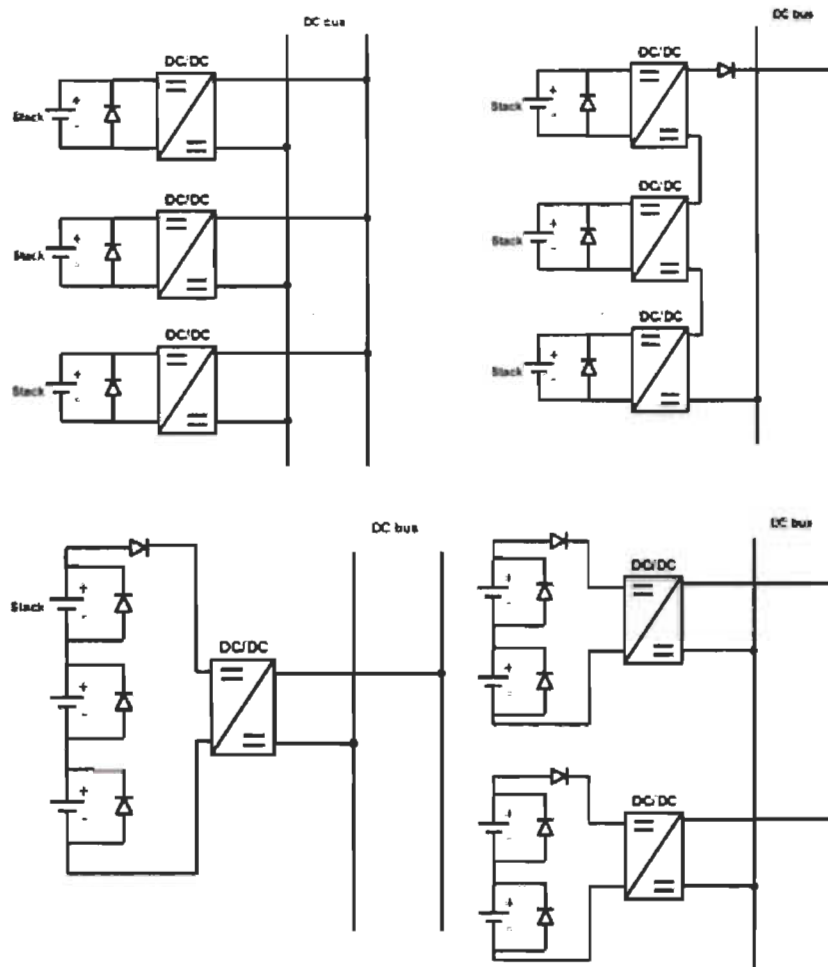 DC bus
DC/DC
Stack
+
-
DC/DC
Stack
+
-
DC/DC
Stack
+
-
DC bus
DC/DC
Stack
+
-
DC/DC
Stack
+
-
DC/DC
Stack
+
-
DC bus
Stack
+
-
DC/DC
+
-
+
-
DC bus
DC/DC
+
-
+
-
DC/DC
+
-
+
-